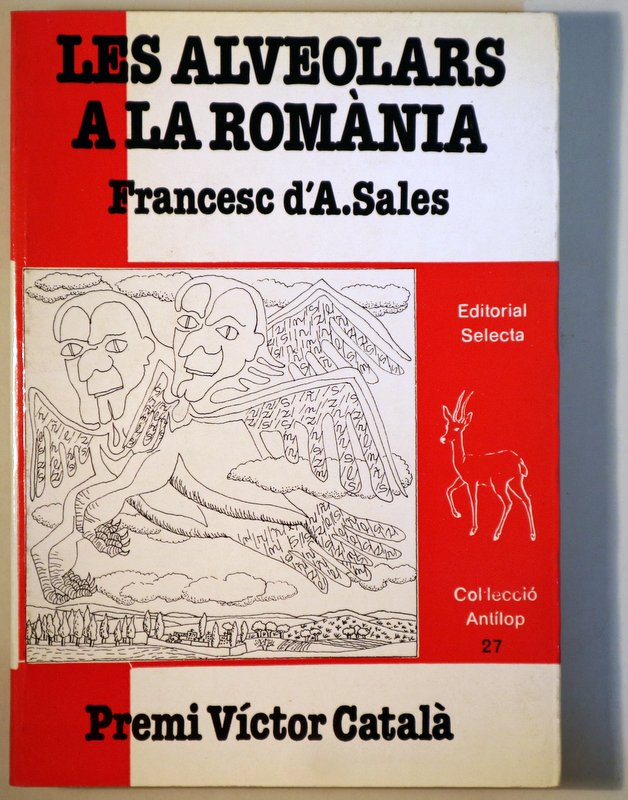 LES ALVEOLARS
A LA ROMÀNIA
Francesc d'A.Sales
Editorial
Selecta
Col·lecció
Antílop
27
Premi Víctor Català